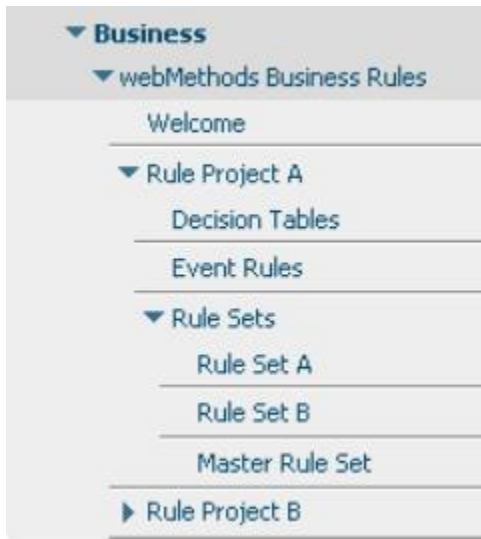 Business
webMethods Business Rules
Welcome
Rule Project A
Decision Tables
Event Rules
Rule Sets
Rule Set A
Rule Set B
Master Rule Set
Rule Project B